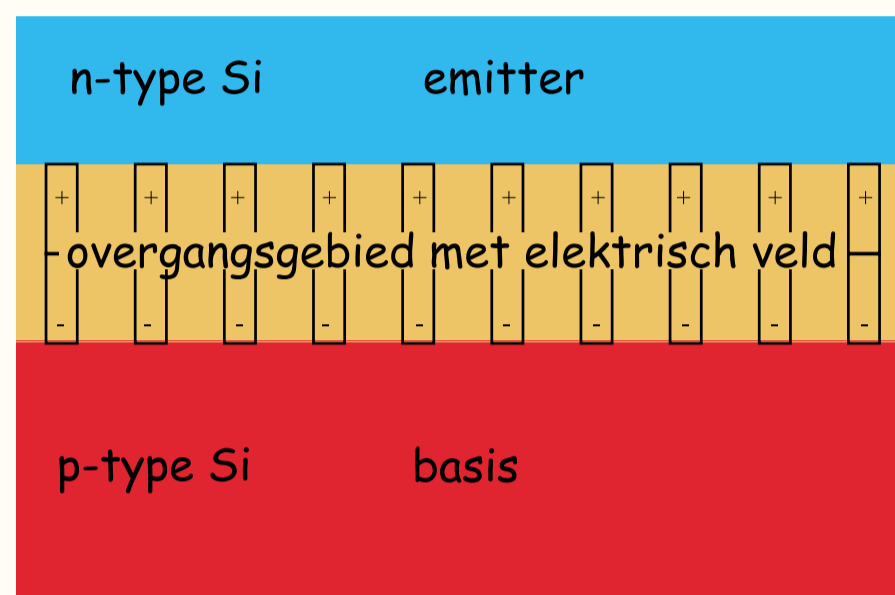 n-type Si emitter
+ + + + + + + + + +
overgangsgebied met elektrisch veld
- - - - - - - - - -
p-type Si basis